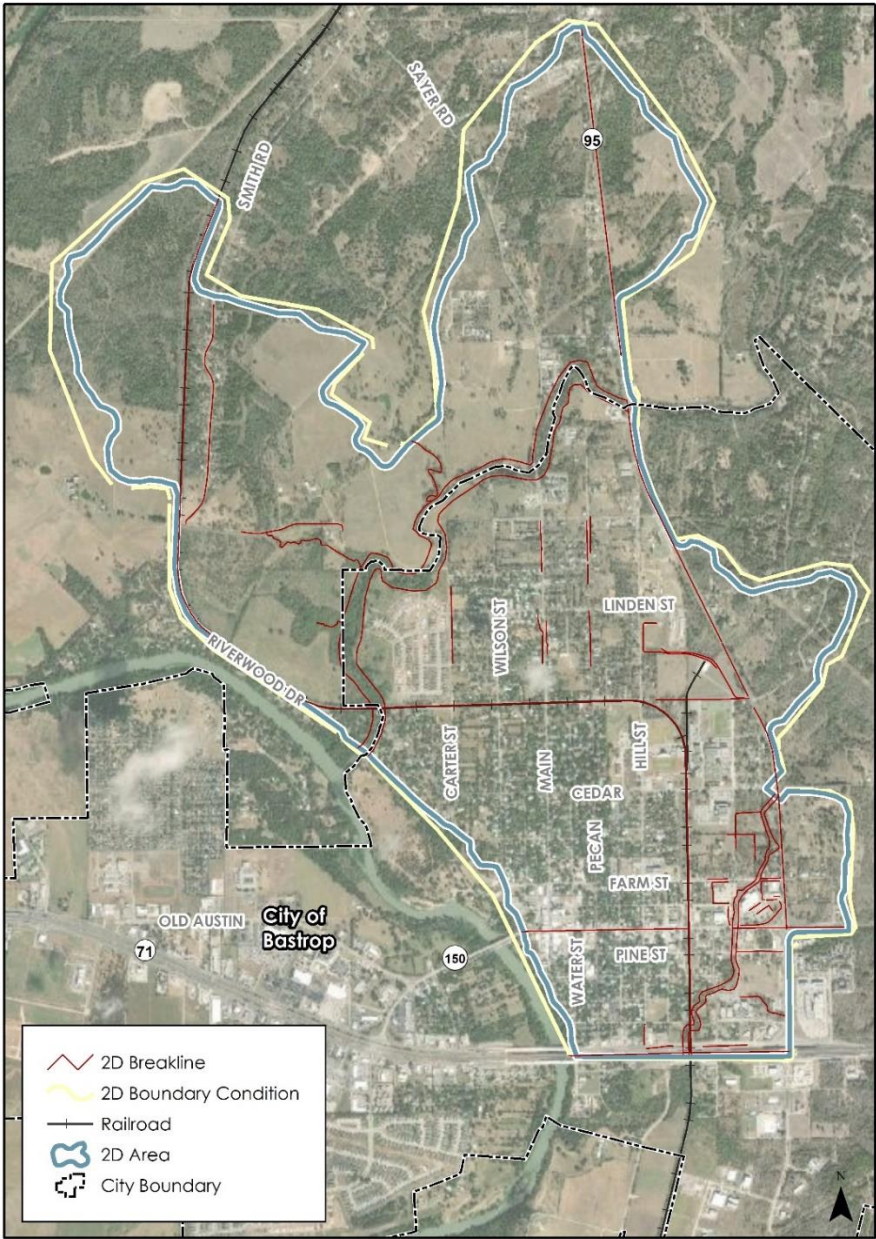 SAYER RD
95
SMITH RD
LINDEN ST
WILSON ST
RIVERWOOD DR
CARTER ST
MAIN
HILL ST
CEDAR
PECAN
FARM ST
OLD AUSTIN
City of
Bastrop
71
150
WATER ST
PINE ST
2D Breakline
2D Boundary Condition
Railroad
2D Area
City Boundary
N